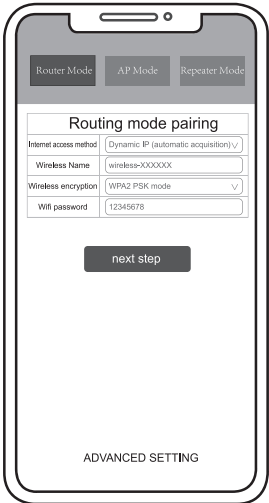 Router Mode AP Mode Repeater Mode
Routing mode pairing
Internet access method Dynamic IP (automatic acquisition)
Wireless Name wireless-XXXXXX
Wireless encryption WPA2 PSK mode
Wifi password 12345678
next step
ADVANCED SETTING